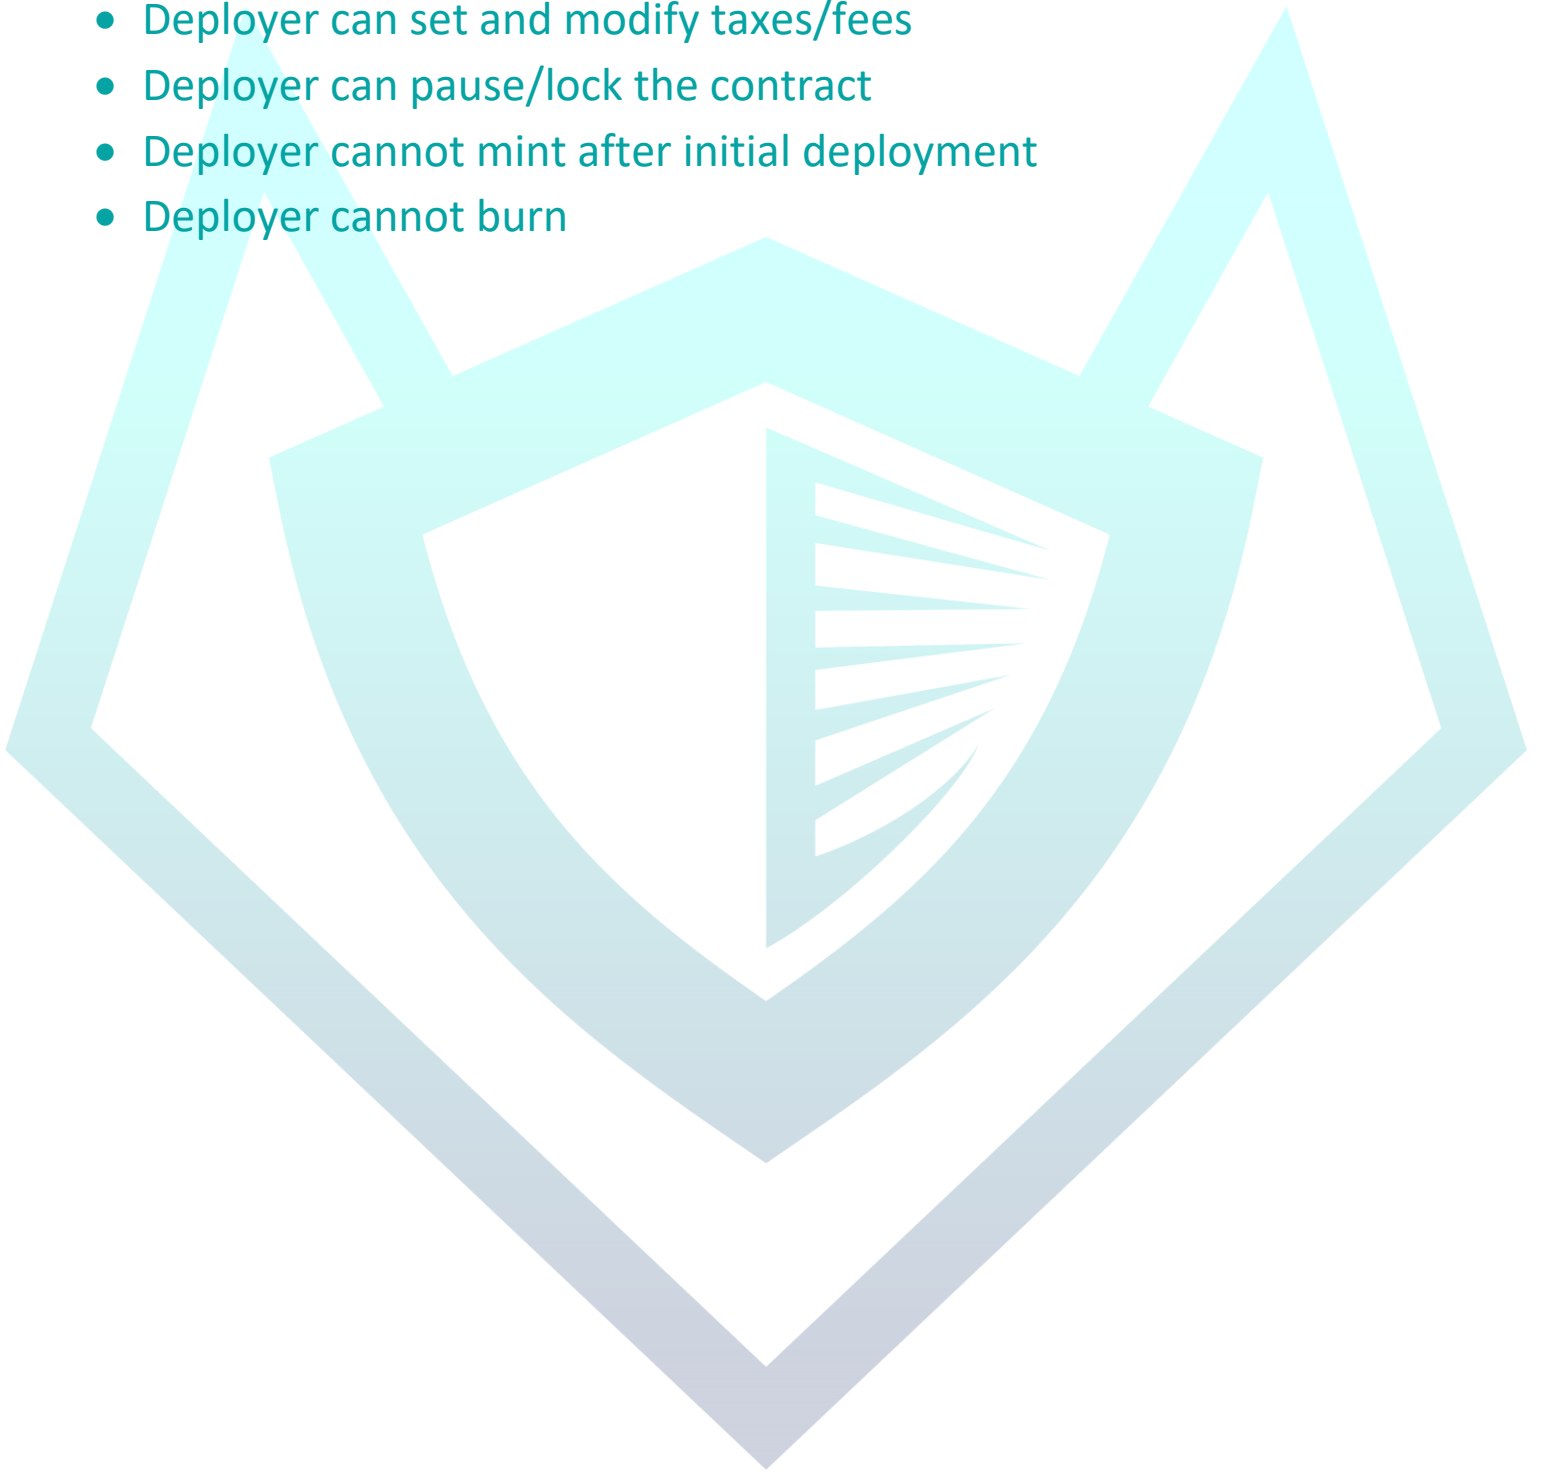 • Deployer can set and modify taxes/fees
• Deployer can pause/lock the contract
• Deployer cannot mint after initial deployment
• Deployer cannot burn